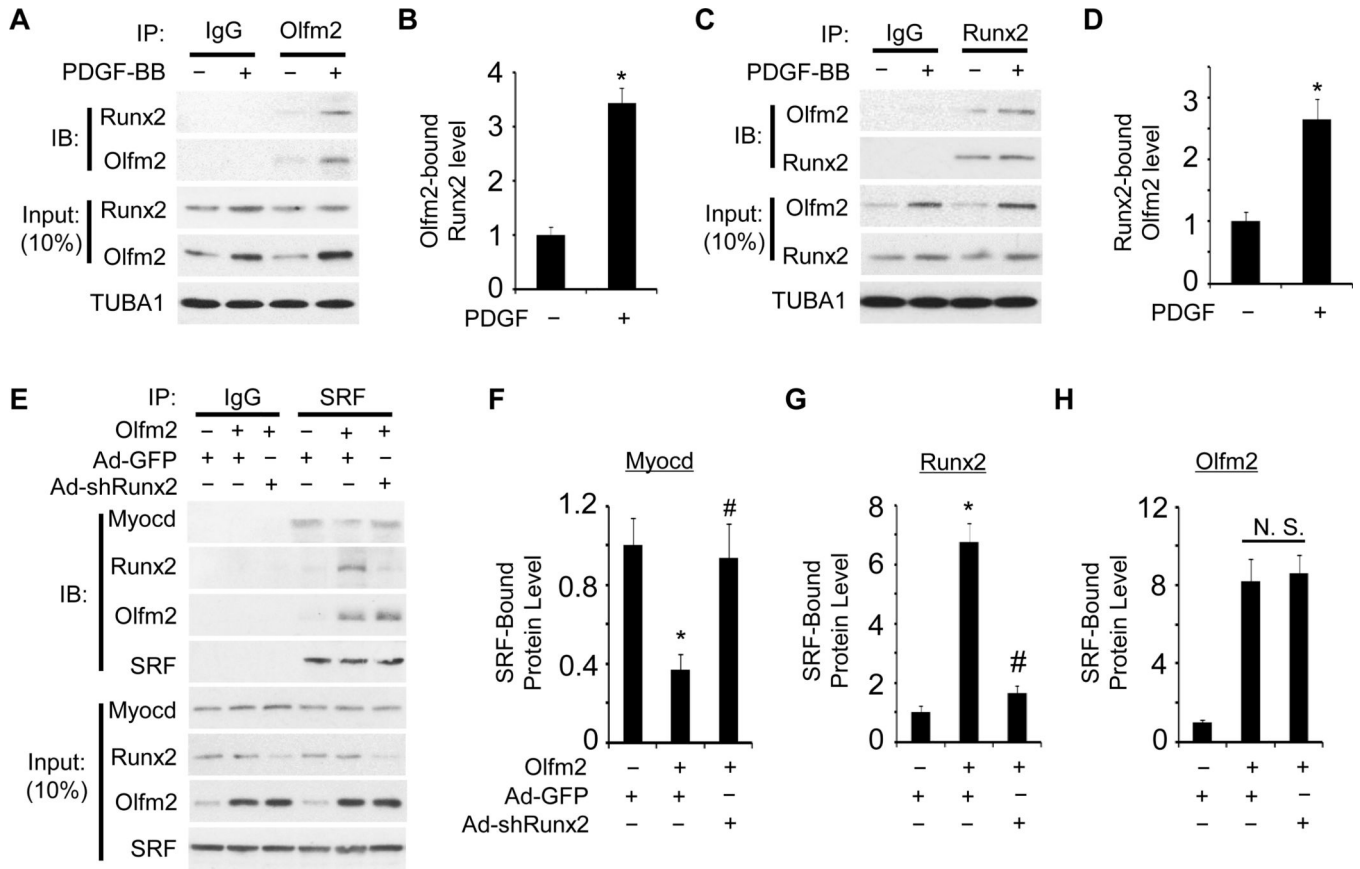 A
IP: IgG Olfm2
PDGF-BB – + – +
IB: Runx2
Olfm2
Input: (10%) Runx2
Olfm2
TUBA1
B
Olfm2-bound
Runx2 level
4
3
2
1
0
*
PDGF – +
C
IP: IgG Runx2
PDGF-BB – + – +
IB: Olfm2
Runx2
Input: (10%) Olfm2
Runx2
TUBA1
D
Runx2-bound
Olfm2 level
3
2
1
0
*
PDGF – +
E
IP: IgG SRF
Olfm2 – + + – + +
Ad-GFP + + – + + –
Ad-shRunx2 – – + – – +
IB: Myocd
Runx2
Olfm2
SRF
Input: (10%) Myocd
Runx2
Olfm2
SRF
F
Myocd
SRF-Bound
Protein Level
1.2
0.8
0.4
0
* #
Olfm2 – + +
Ad-GFP + + –
Ad-shRunx2 – – +
G
Runx2
SRF-Bound
Protein Level
8
6
4
2
0
* #
– + +
+ + –
– – +
H
Olfm2
SRF-Bound
Protein Level
12
8
4
0
N. S.
– + +
+ + –
– – +